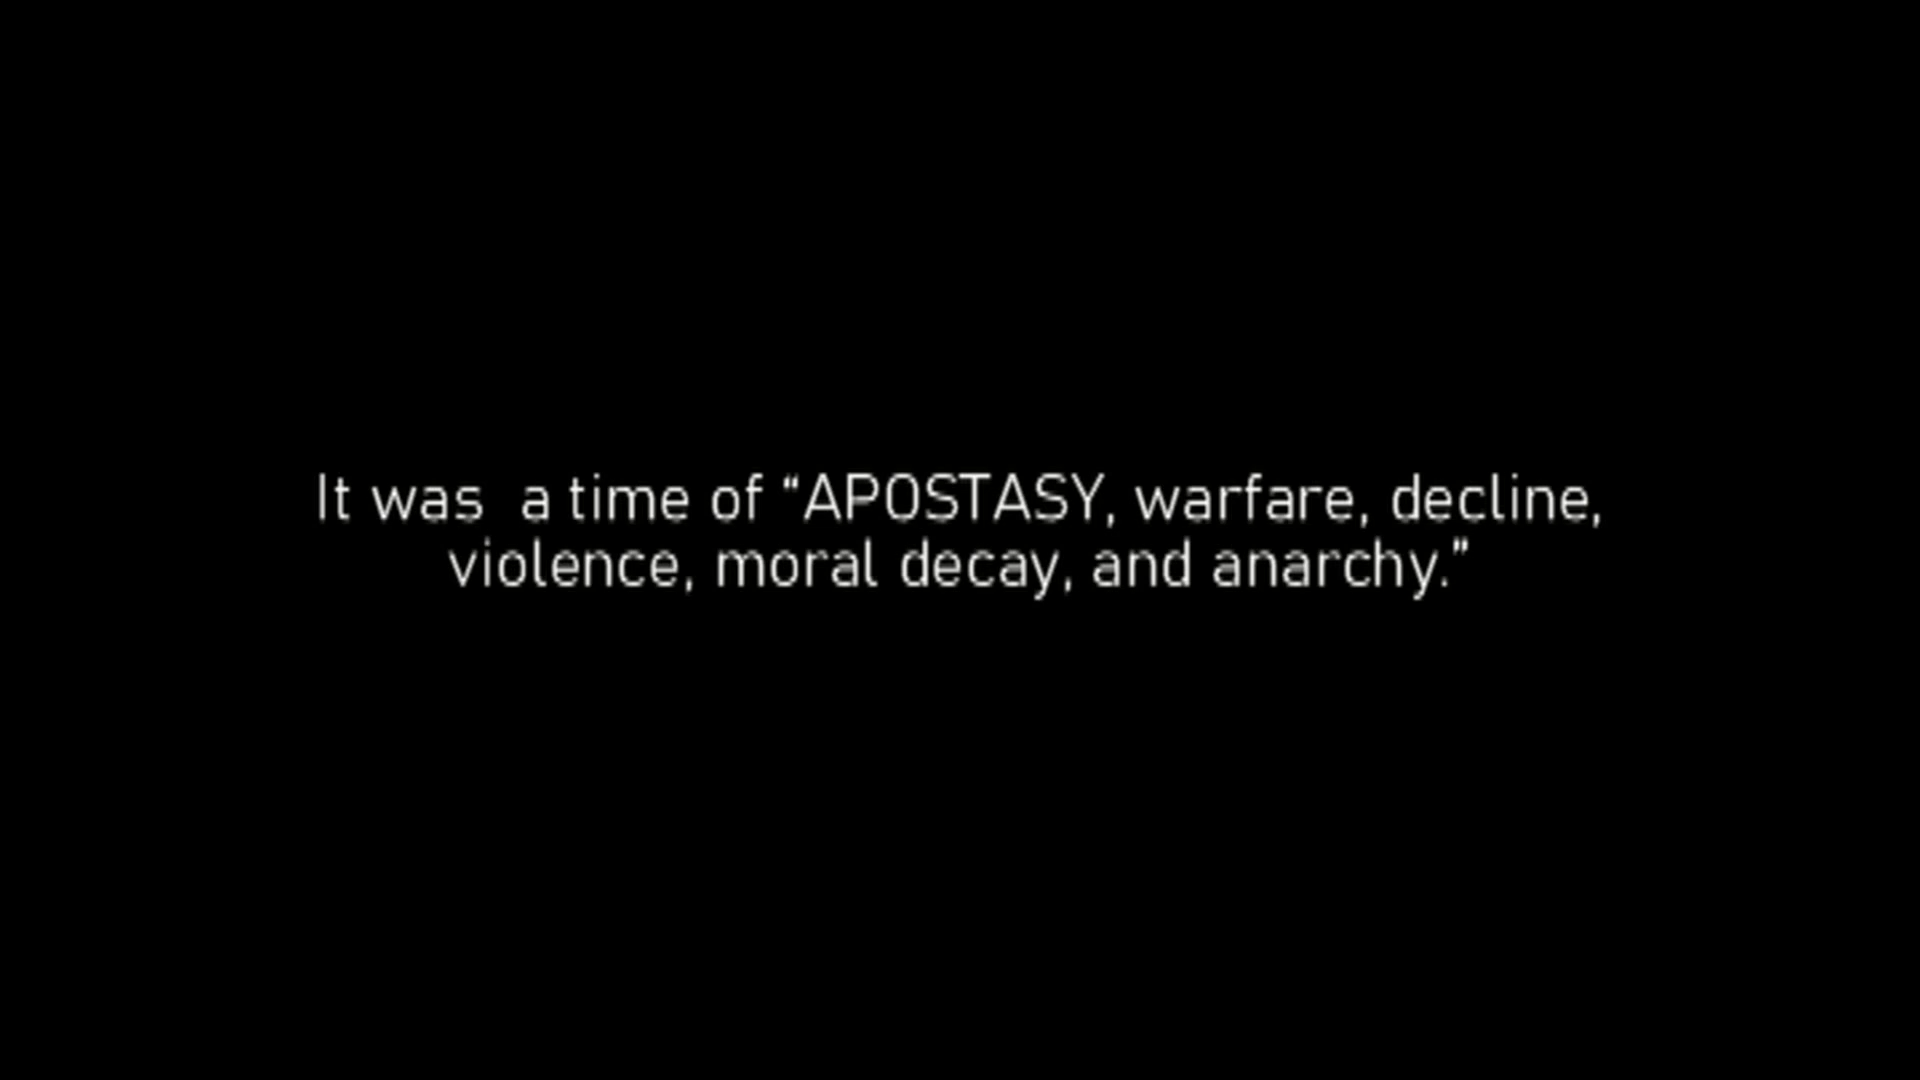 It was  a time of “APOSTASY, warfare, decline,
violence, moral decay, and anarchy.”